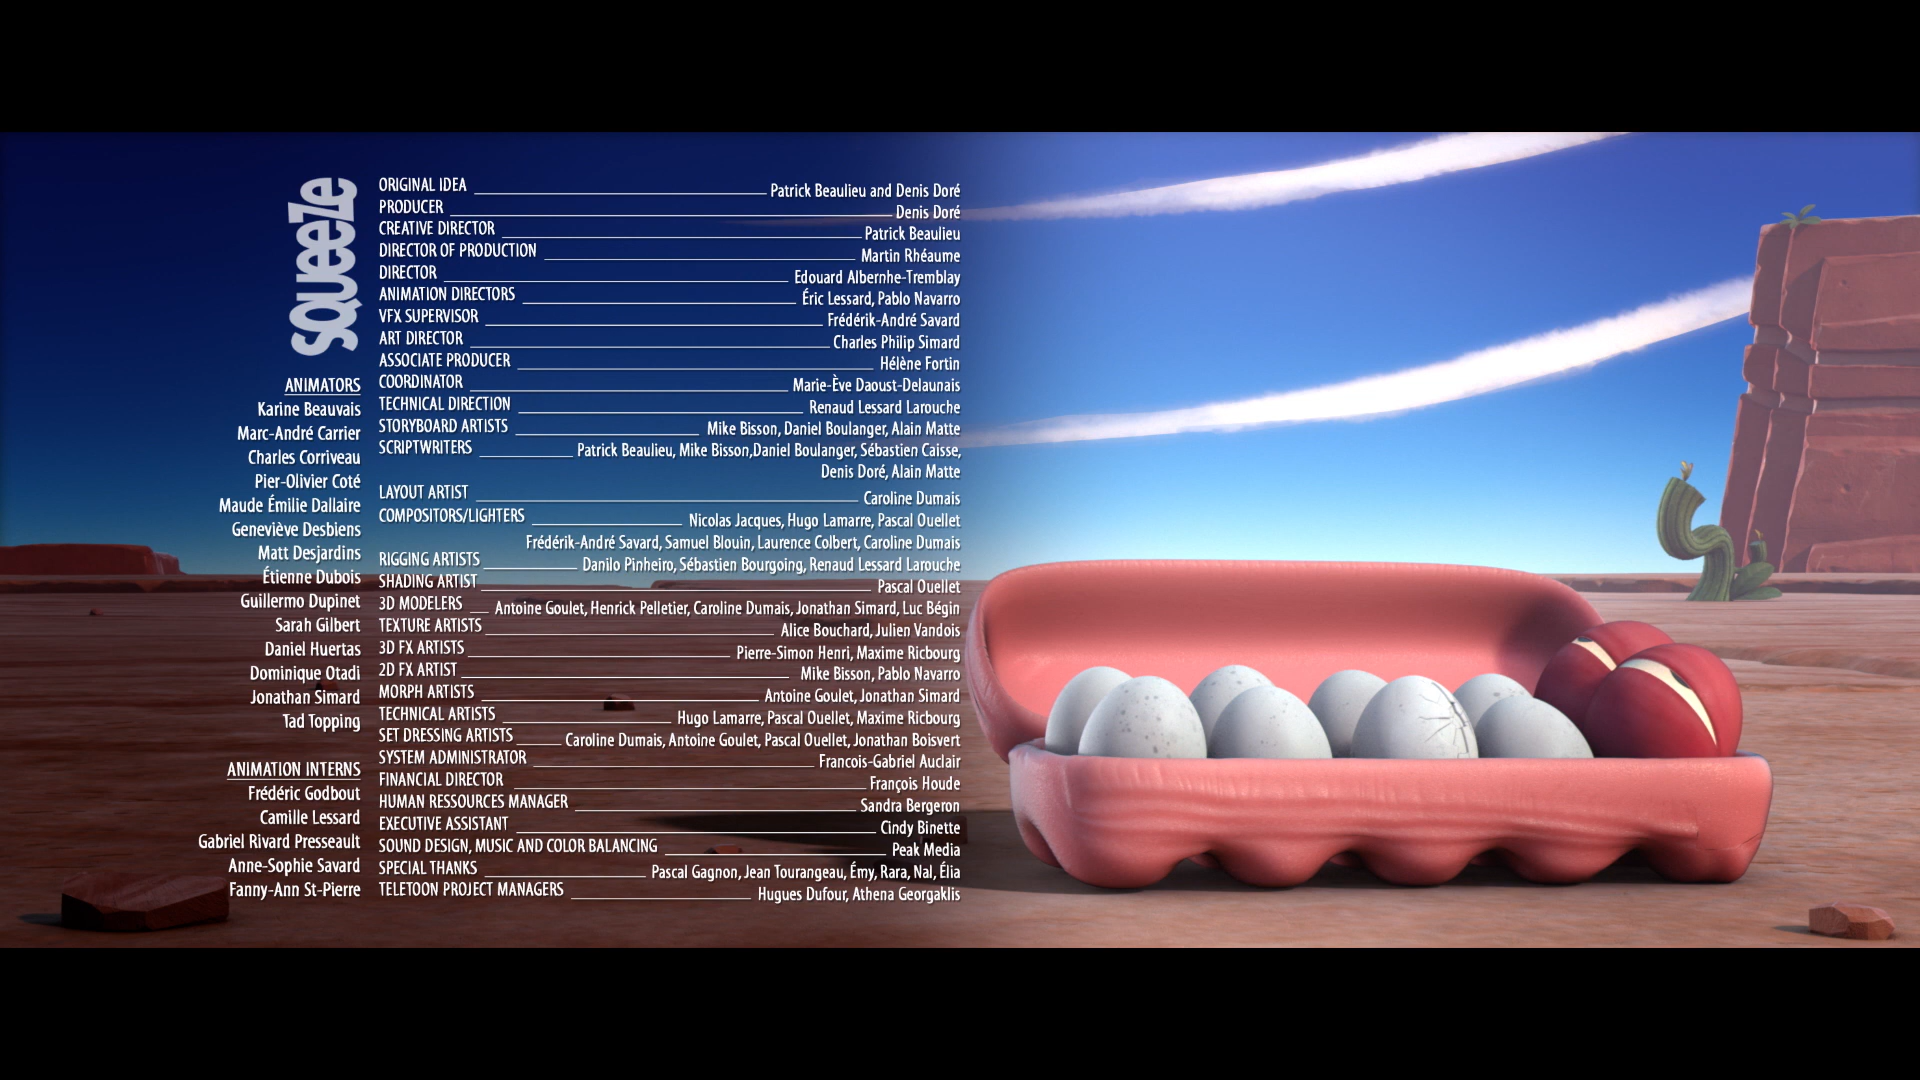 squeeze
ORIGINAL IDEA Patrick Beaulieu and Denis Doré
PRODUCER Denis Doré
CREATIVE DIRECTOR Patrick Beaulieu
DIRECTOR OF PRODUCTION Martin Rhéaume
DIRECTOR Edouard Albernhe-Tremblay
ANIMATION DIRECTORS Éric Lessard, Pablo Navarro
VFX SUPERVISOR Frédérik-André Savard
ART DIRECTOR Charles Philip Simard
ASSOCIATE PRODUCER Hélène Fortin
COORDINATOR Marie-Ève Daoust-Delaunais
TECHNICAL DIRECTION Renaud Lessard Larouche
STORYBOARD ARTISTS Mike Bisson, Daniel Boulanger, Alain Matte
SCRIPTWRITERS Patrick Beaulieu, Mike Bisson,Daniel Boulanger, Sébastien Caisse,
Denis Doré, Alain Matte
LAYOUT ARTIST Caroline Dumais
COMPOSITORS/LIGHTERS Nicolas Jacques, Hugo Lamarre, Pascal Ouellet
Frédérik-André Savard, Samuel Blouin, Laurence Colbert, Caroline Dumais
RIGGING ARTISTS Danilo Pinheiro, Sébastien Bourgoing, Renaud Lessard Larouche
SHADING ARTIST Pascal Ouellet
3D MODELERS Antoine Goulet, Henrick Pelletier, Caroline Dumais, Jonathan Simard, Luc Bégin
TEXTURE ARTISTS Alice Bouchard, Julien Vandois
3D FX ARTISTS Pierre-Simon Henri, Maxime Ricbourg
2D FX ARTIST Mike Bisson, Pablo Navarro
MORPH ARTISTS Antoine Goulet, Jonathan Simard
TECHNICAL ARTISTS Hugo Lamarre, Pascal Ouellet, Maxime Ricbourg
SET DRESSING ARTISTS Caroline Dumais, Antoine Goulet, Pascal Ouellet, Jonathan Boisvert
SYSTEM ADMINISTRATOR Francois-Gabriel Auclair
FINANCIAL DIRECTOR François Houde
HUMAN RESSOURCES MANAGER Sandra Bergeron
EXECUTIVE ASSISTANT Cindy Binette
SOUND DESIGN, MUSIC AND COLOR BALANCING Peak Media
SPECIAL THANKS Pascal Gagnon, Jean Tourangeau, Émy, Rara, Nal, Élia
TELETOON PROJECT MANAGERS Hugues Dufour, Athena Georgaklis
ANIMATORS
Karine Beauvais
Marc-André Carrier
Charles Corriveau
Pier-Olivier Coté
Maude Émilie Dallaire
Geneviève Desbiens
Matt Desjardins
Étienne Dubois
Guillermo Dupinet
Sarah Gilbert
Daniel Huertas
Dominique Otadi
Jonathan Simard
Tad Topping
ANIMATION INTERNS
Frédéric Godbout
Camille Lessard
Gabriel Rivard Presseault
Anne-Sophie Savard
Fanny-Ann St-Pierre